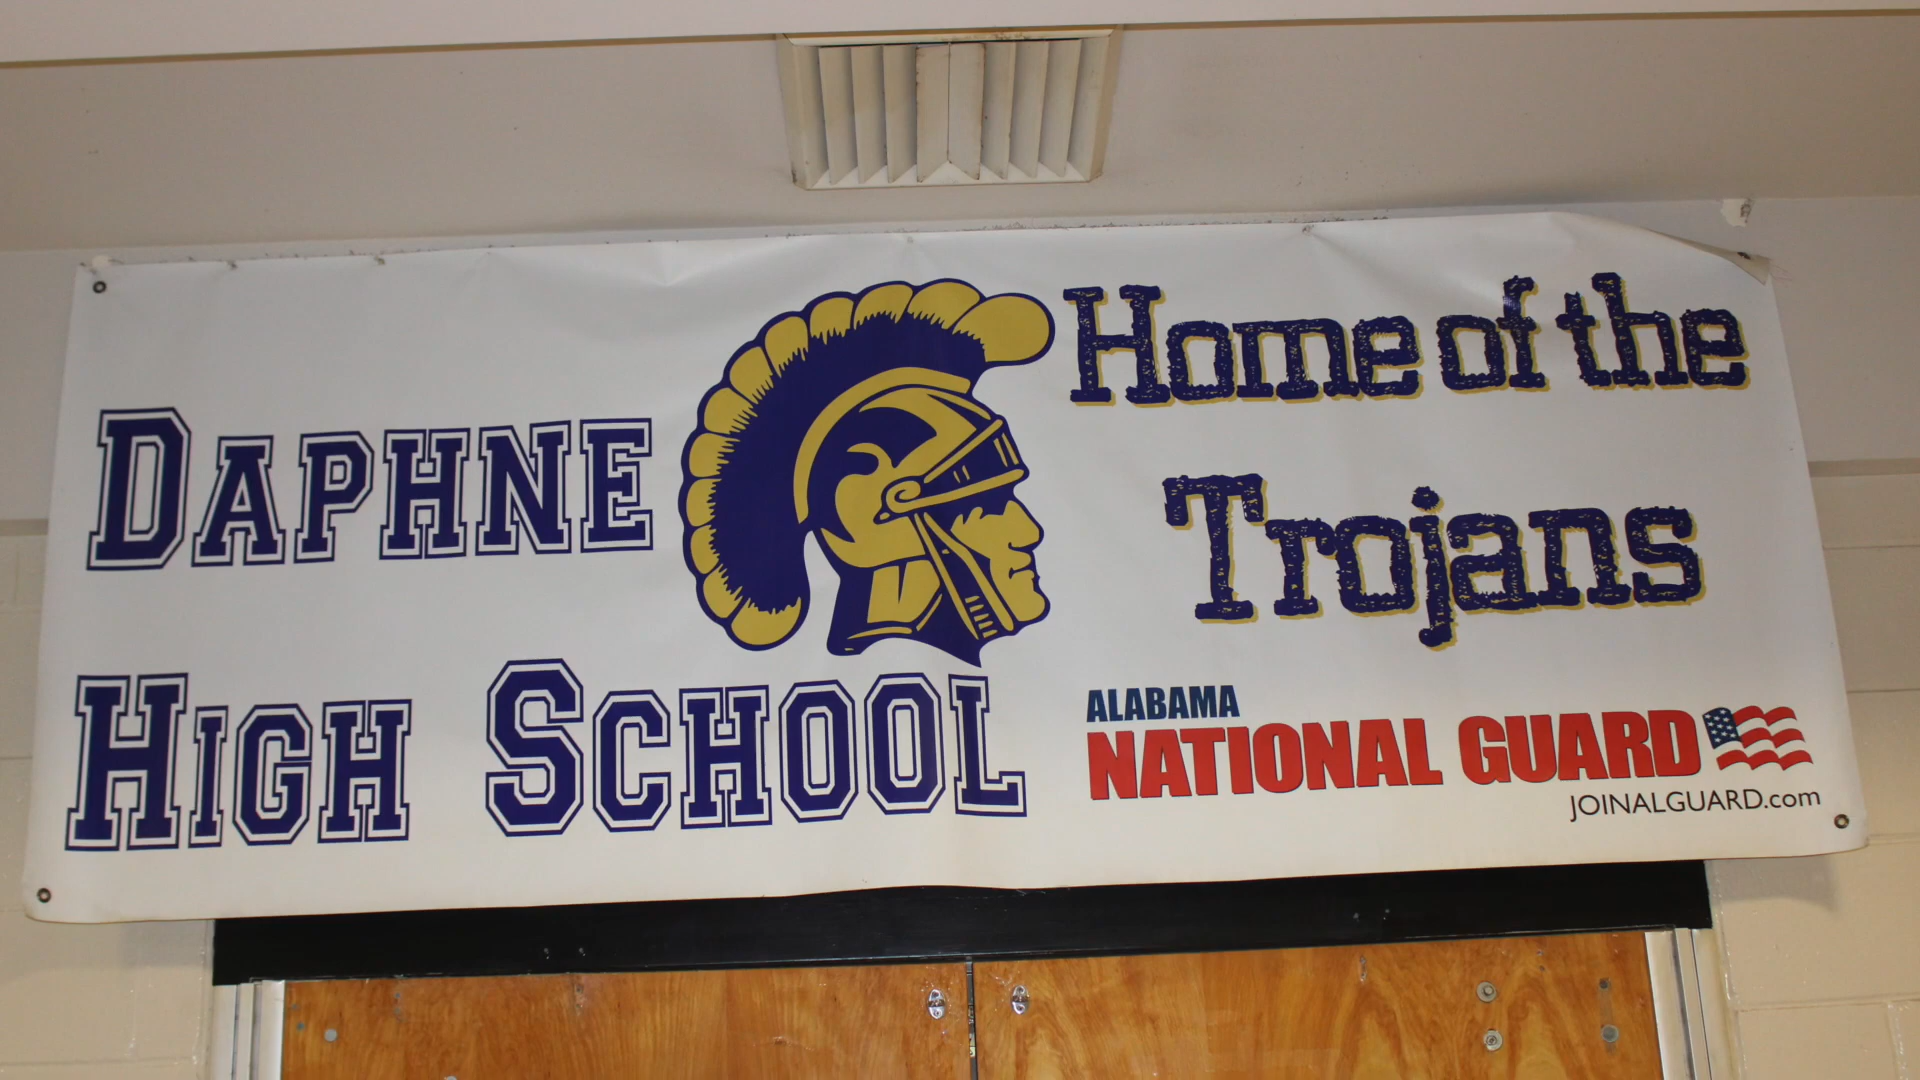 DAPHNE
HIGH SCHOOL
Home of the
Trojans
ALABAMA
NATIONAL GUARD
JOINALGUARD.com